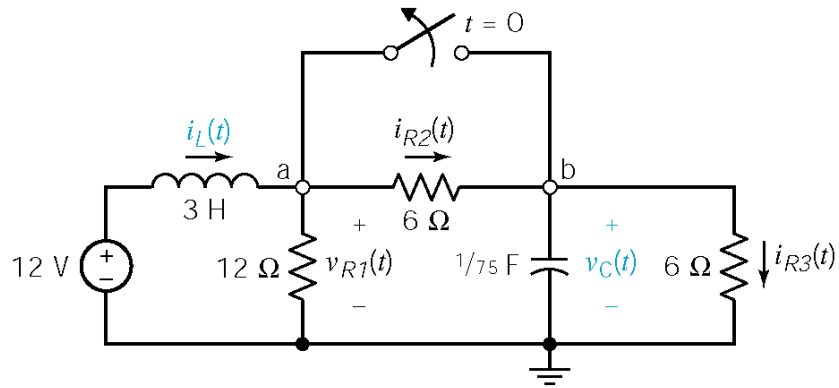 t = 0
i_L(t)
i_R2(t)
a
b
3 H
6 Ω
+
+
12 V
+
−
12 Ω
v_R1(t)
1/75 F
v_C(t)
6 Ω
i_R3(t)
−
−